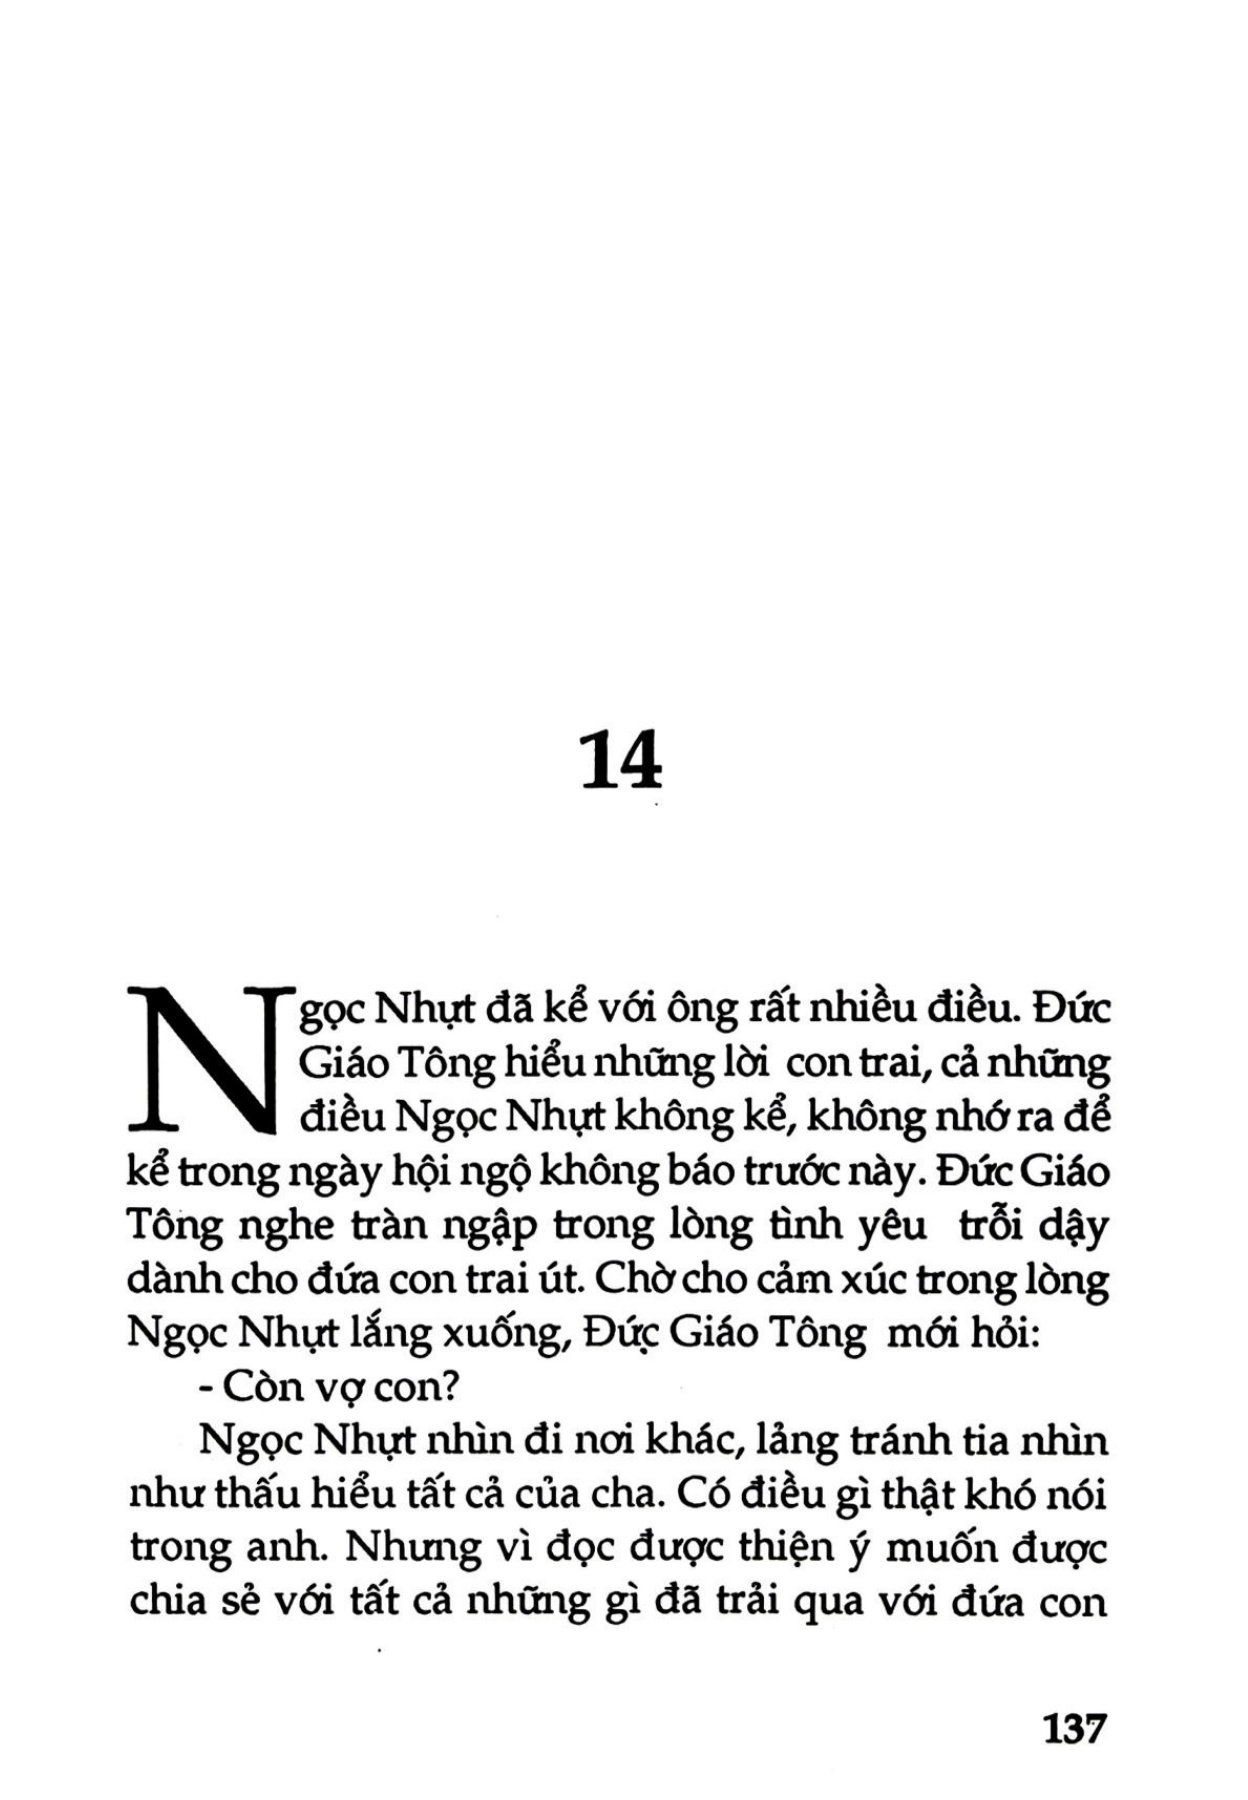 14
Ngọc Nhựt đã kể với ông rất nhiều điều. Đức
Giáo Tông hiểu những lời con trai, cả những
điều Ngọc Nhựt không kể, không nhớ ra để
kể trong ngày hội ngộ không báo trước này. Đức Giáo
Tông nghe tràn ngập trong lòng tình yêu trỗi dậy
dành cho đứa con trai út. Chờ cho cảm xúc trong lòng
Ngọc Nhựt lắng xuống, Đức Giáo Tông mới hỏi:
- Còn vợ con?
Ngọc Nhựt nhìn đi nơi khác, lảng tránh tia nhìn
như thấu hiểu tất cả của cha. Có điều gì thật khó nói
trong anh. Nhưng vì đọc được thiện ý muốn được
chia sẻ với tất cả những gì đã trải qua với đứa con
137